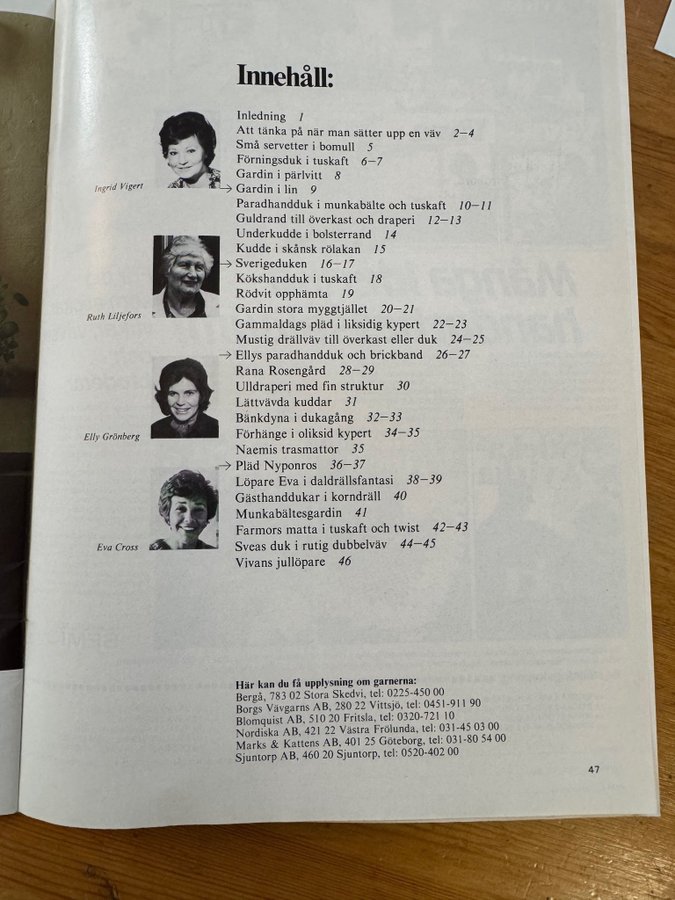 Innehåll:
Inledning 1
Att tänka på när man sätter upp en väv 2—4
Små servetter i bomull 5
Förningsduk i tuskaft 6—7
Gardin i pärlvitt 8
Ingrid Vigert
→ Gardin i lin 9
Paradhandduk i munkabälte och tuskaft 10—11
Guldrand till överkast och draperi 12—13
Underkudde i bolsterrand 14
Kudde i skånsk rölakan 15
→ Sverigeduken 16—17
Kökshandduk i tuskaft 18
Rödvit opphämta 19
Gardin stora myggtjället 20—21
Ruth Liljefors
Gammaldags pläd i liksidig kypert 22—23
Mustig drällväv till överkast eller duk 24—25
→ Ellys paradhandduk och brickband 26—27
Rana Rosengård 28—29
Ulldraperi med fin struktur 30
Lättvävda kuddar 31
Bänkdyna i dukagång 32—33
Elly Grönberg
Förhänge i oliksid kypert 34—35
Naemis trasmattor 35
→ Pläd Nyponros 36—37
Löpare Eva i daldrällsfantasi 38—39
Gästhanddukar i korndräll 40
Munkabältesgardin 41
Farmors matta i tuskaft och twist 42—43
Eva Cross
Sveas duk i rutig dubbelväv 44—45
Vivans jullöpare 46
Här kan du få upplysning om garnerna:
Bergå, 783 02 Stora Skedvi, tel: 0225-450 00
Borgs Vävgarns AB, 280 22 Vittsjö, tel: 0451-911 90
Blomquist AB, 510 20 Fritsla, tel: 0320-721 10
Nordiska AB, 421 22 Västra Frölunda, tel: 031-45 03 00
Marks & Kattens AB, 401 25 Göteborg, tel: 031-80 54 00
Sjuntorp AB, 460 20 Sjuntorp, tel: 0520-402 00
47